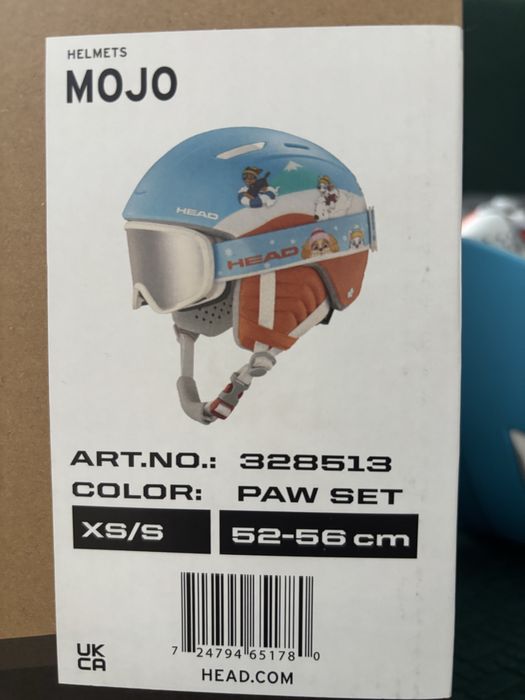 HELMETS
MOJO
HEAD
HEAD
ART.NO.: 328513
COLOR: PAW SET
XS/S 52-56 cm
7 24794 65178 0
UK
CA
HEAD.COM